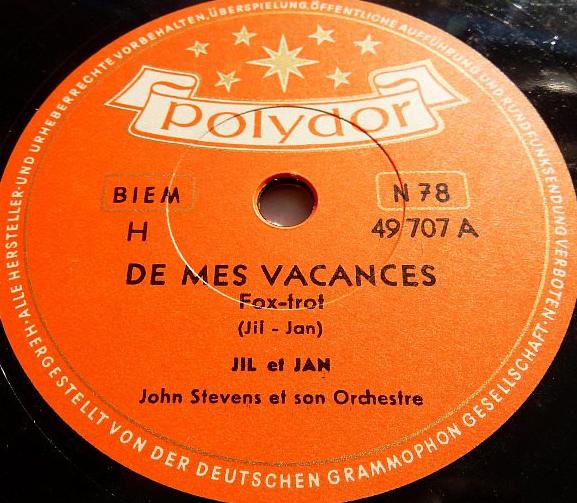 ALLE HERSTELLER- UND URHEBERRECHTE VORBEHALTEN, ÜBERSPIELUNG, ÖFFENTLICHE AUFFÜHRUNG UND RUNDFUNKSENDUNG VERBOTEN.
polydor
BIEM N 78
H 49 707 A
DE MES VACANCES
Fox-trot
(Jil - Jan)
JIL et JAN
John Stevens et son Orchestre
HERGESTELLT VON DER DEUTSCHEN GRAMMOPHON GESELLSCHAFT